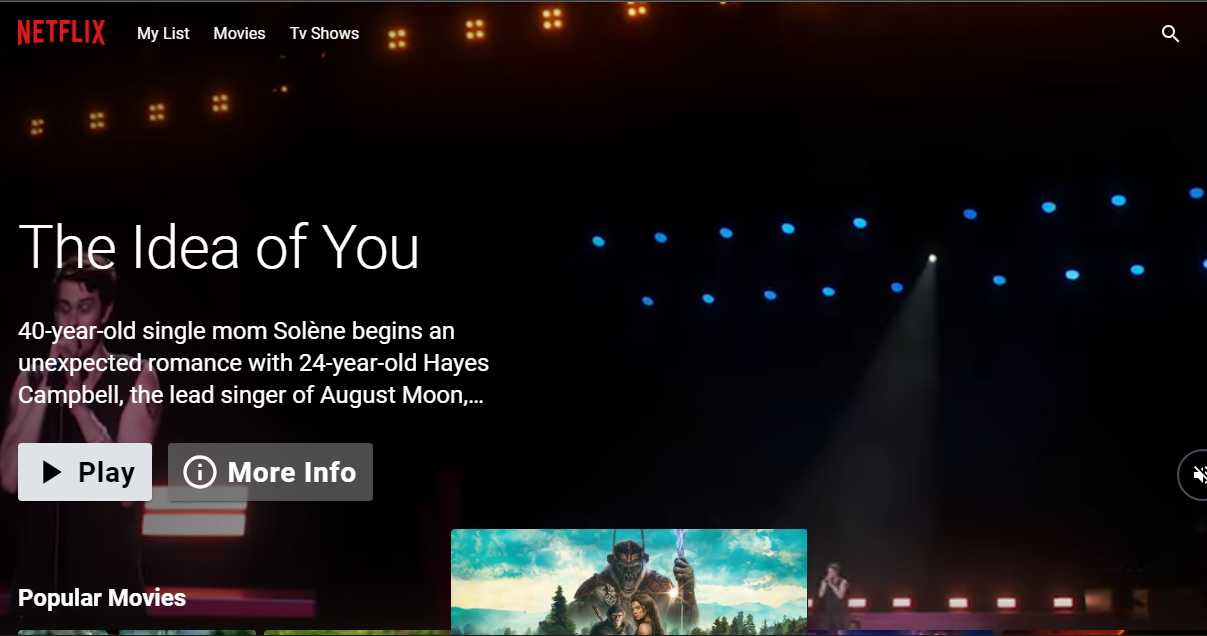 NETFLIX
My List
Movies
Tv Shows
The Idea of You
40-year-old single mom Solène begins an
unexpected romance with 24-year-old Hayes
Campbell, the lead singer of August Moon,...
Play
More Info
Popular Movies